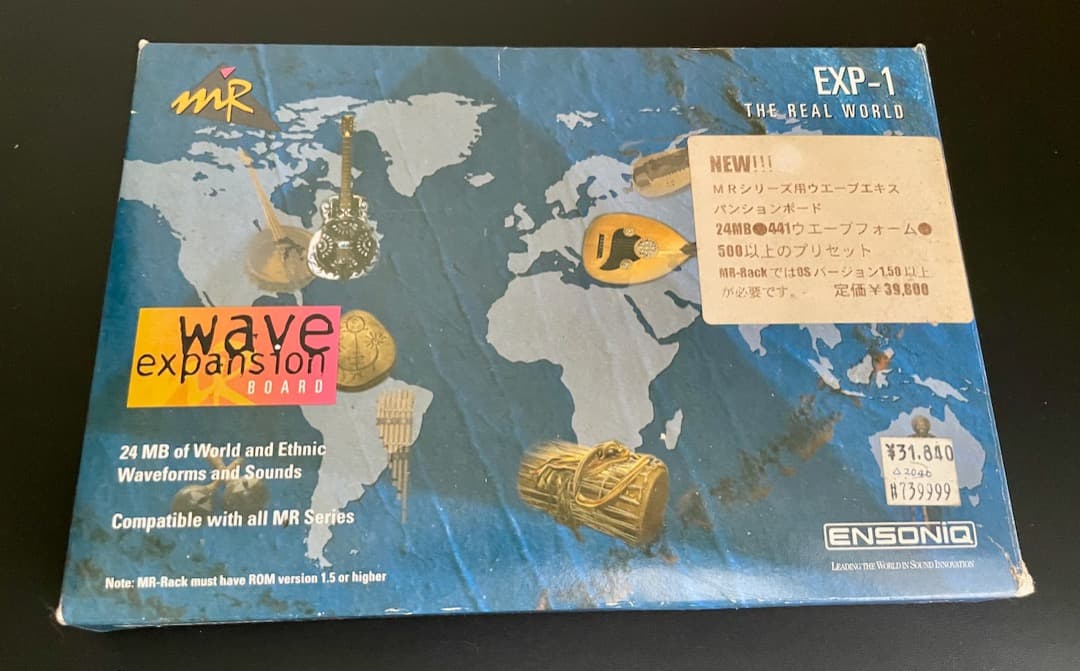 MR
EXP-1
THE REAL WORLD
NEW!!!
MRシリーズ用ウエーブエキス
パンションボード
24MB●441ウエーブフォーム●
500以上のプリセット
MR-RackではOSバージョン1.50以上
が必要です。 定価¥39,800
wave
expansion
BOARD
24 MB of World and Ethnic
Waveforms and Sounds
Compatible with all MR Series
Note: MR-Rack must have ROM version 1.5 or higher
¥31,840
#739999
ENSONIQ
LEADING THE WORLD IN SOUND INNOVATION